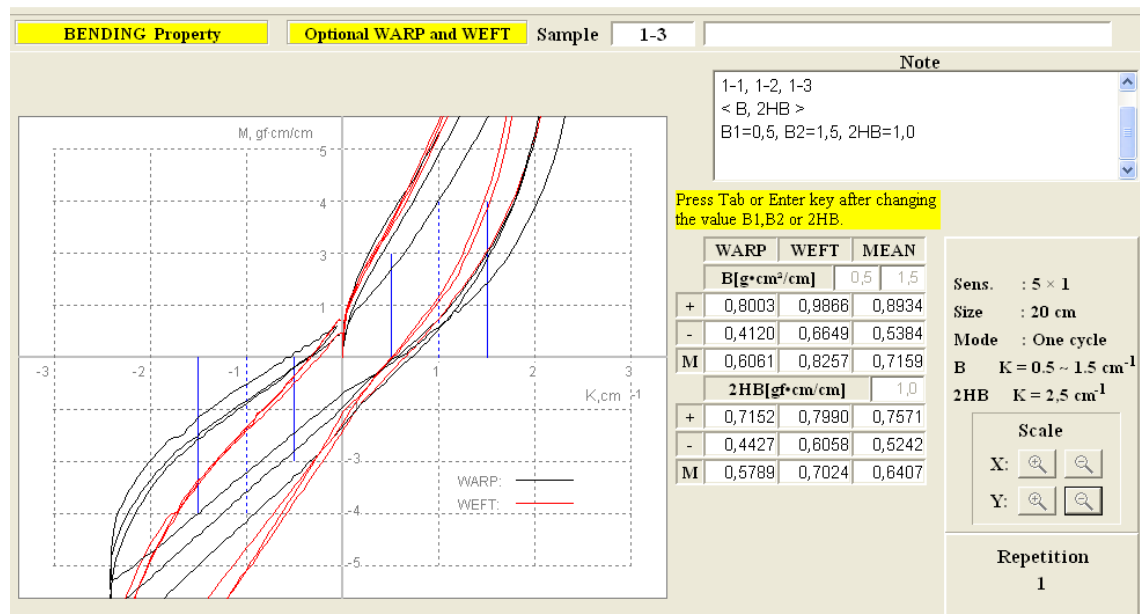 BENDING Property Optional WARP and WEFT Sample 1-3
Note
1-1, 1-2, 1-3
< B, 2HB >
B1=0,5, B2=1,5, 2HB=1,0
Press Tab or Enter key after changing
the value B1,B2 or 2HB.
M, gf·cm/cm
5
4
3
1
-3 -2 -1 1 2 3
K,cm -1
-3
-4
-5
WARP:
WEFT:
WARP WEFT MEAN
B[g•cm²/cm] 0,5 1,5
+ 0,8003 0,9866 0,8934
- 0,4120 0,6649 0,5384
M 0,6061 0,8257 0,7159
2HB[gf•cm/cm] 1,0
+ 0,7152 0,7990 0,7571
- 0,4427 0,6058 0,5242
M 0,5789 0,7024 0,6407
Sens. : 5 × 1
Size : 20 cm
Mode : One cycle
B K = 0.5 ~ 1.5 cm-1
2HB K = 2,5 cm-1
Scale
X:
Y:
Repetition
1